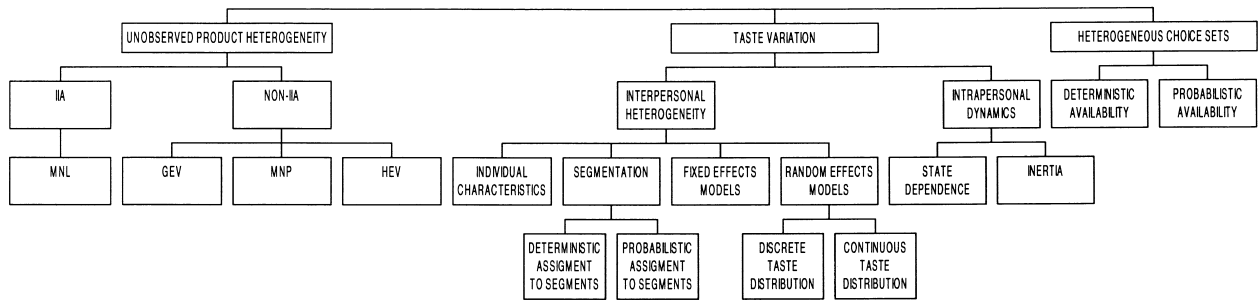 UNOBSERVED PRODUCT HETEROGENEITY
TASTE VARIATION
HETEROGENEOUS CHOICE SETS
IIA
NON-IIA
INTERPERSONAL
HETEROGENEITY
INTRAPERSONAL
DYNAMICS
DETERMINISTIC
AVAILABILITY
PROBABILISTIC
AVAILABILITY
MNL
GEV
MNP
HEV
INDIVIDUAL
CHARACTERISTICS
SEGMENTATION
FIXED EFFECTS
MODELS
RANDOM EFFECTS
MODELS
STATE
DEPENDENCE
INERTIA
DETERMINISTIC
ASSIGMENT
TO SEGMENTS
PROBABILISTIC
ASSIGMENT
TO SEGMENTS
DISCRETE
TASTE
DISTRIBUTION
CONTINUOUS
TASTE
DISTRIBUTION